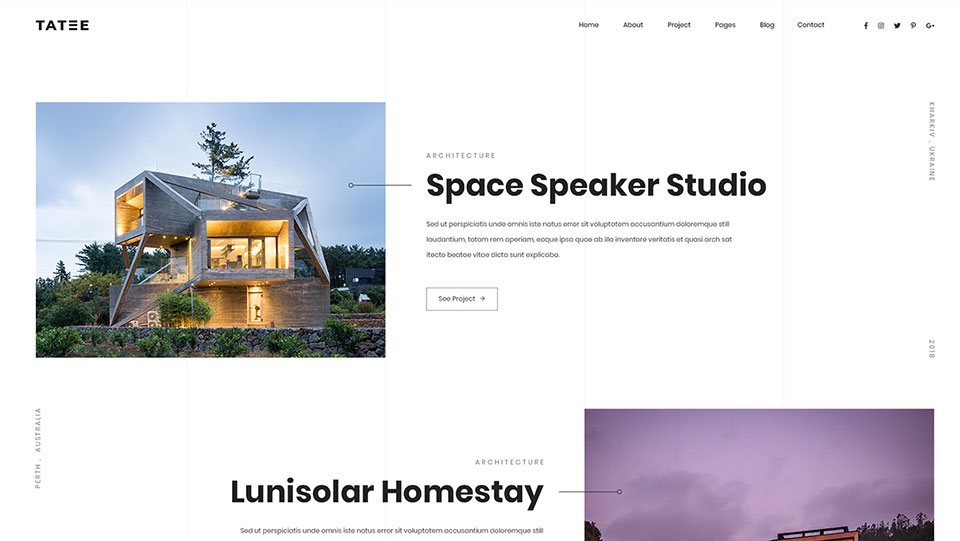 TATEE
Home About Project Pages Blog Contact
ARCHITECTURE
Space Speaker Studio
Sed ut perspiciatis unde omnis iste natus error sit voluptatem accusantium doloremque still
laudantium, totam rem aperiam, eaque ipsa quae ab illo inventore veritatis et quasi arch sat
itecto beatae vitae dicta sunt explicabo.
See Project
KHARKIV , UKRAINE
2018
PERTH , AUSTRALIA
ARCHITECTURE
Lunisolar Homestay
Sed ut perspiciatis unde omnis iste natus error sit voluptatem accusantium doloremque still